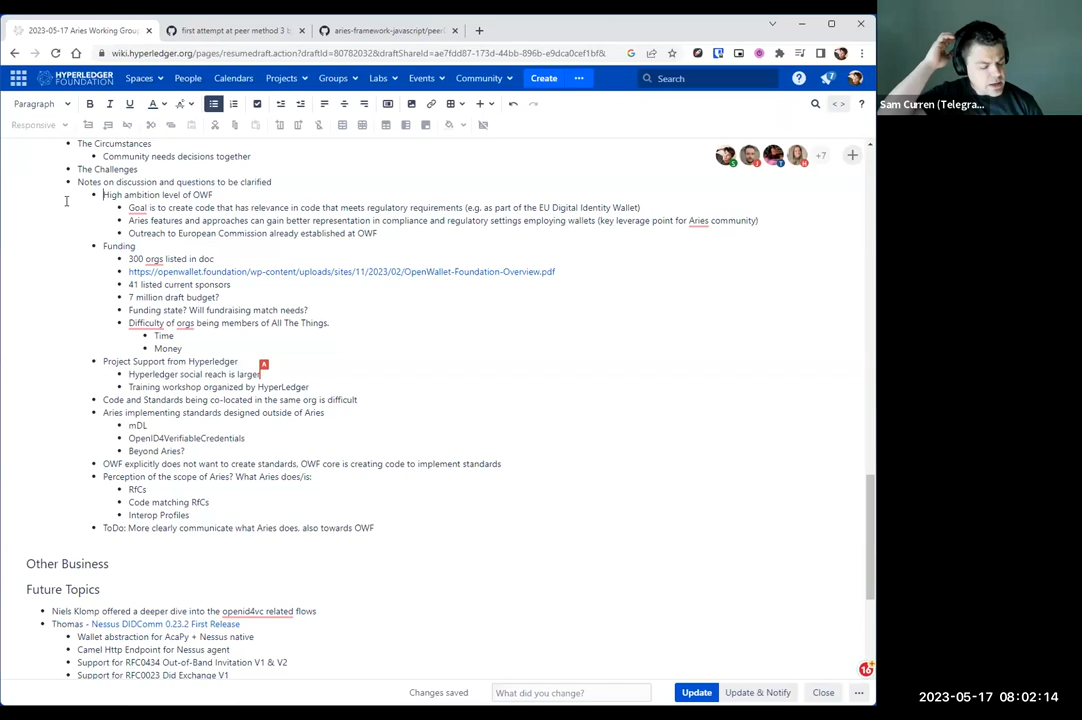 2023-05-17 Aries Working Grou
first attempt at peer method 3 b
aries-framework-javascript/peer
wiki.hyperledger.org/pages/resumedraft.action?draftId=80782032&draftShareId=ae7fdd87-173d-44bb-896b-e9dca0cef1bf&
HYPERLEDGER FOUNDATION Spaces People Calendars Projects Groups Labs Events Community Create Search
Paragraph B I U A
Responsive
The Circumstances
Community needs decisions together
The Challenges
Notes on discussion and questions to be clarified
High ambition level of OWF
Goal is to create code that has relevance in code that meets regulatory requirements (e.g. as part of the EU Digital Identity Wallet)
Aries features and approaches can gain better representation in compliance and regulatory settings employing wallets (key leverage point for Aries community)
Outreach to European Commission already established at OWF
Funding
300 orgs listed in doc
https://openwallet.foundation/wp-content/uploads/sites/11/2023/02/OpenWallet-Foundation-Overview.pdf
41 listed current sponsors
7 million draft budget?
Funding state? Will fundraising match needs?
Difficulty of orgs being members of All The Things.
Time
Money
Project Support from Hyperledger
Hyperledger social reach is larger
Training workshop organized by HyperLedger
Code and Standards being co-located in the same org is difficult
Aries implementing standards designed outside of Aries
mDL
OpenID4VerifiableCredentials
Beyond Aries?
OWF explicitly does not want to create standards, OWF core is creating code to implement standards
Perception of the scope of Aries? What Aries does/is:
RfCs
Code matching RfCs
Interop Profiles
ToDo: More clearly communicate what Aries does, also towards OWF
Other Business
Future Topics
Niels Klomp offered a deeper dive into the openid4vc related flows
Thomas - Nessus DIDComm 0.23.2 First Release
Wallet abstraction for AcaPy + Nessus native
Camel Http Endpoint for Nessus agent
Support for RFC0434 Out-of-Band Invitation V1 & V2
Support for RFC0023 Did Exchange V1
+7
A
16
Changes saved What did you change? Update Update & Notify Close
Sam Curren (Telegra...
2023-05-17 08:02:14